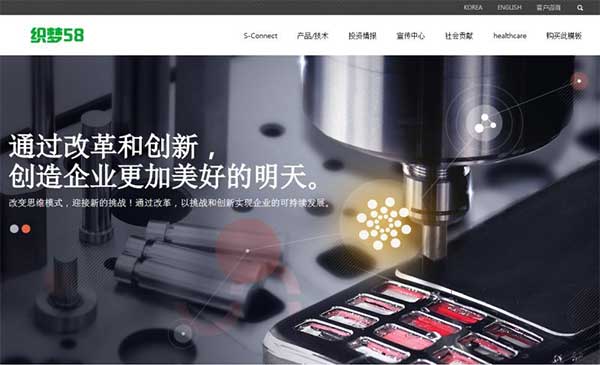 KOREA ENGLISH 客户咨询
织梦58
S-Connect 产品/技术 投资情报 宣传中心 社会贡献 healthcare 购买此模板
通过改革和创新，
创造企业更加美好的明天。
改变思维模式，迎接新的挑战！通过改革，以挑战和创新实现企业的可持续发展。